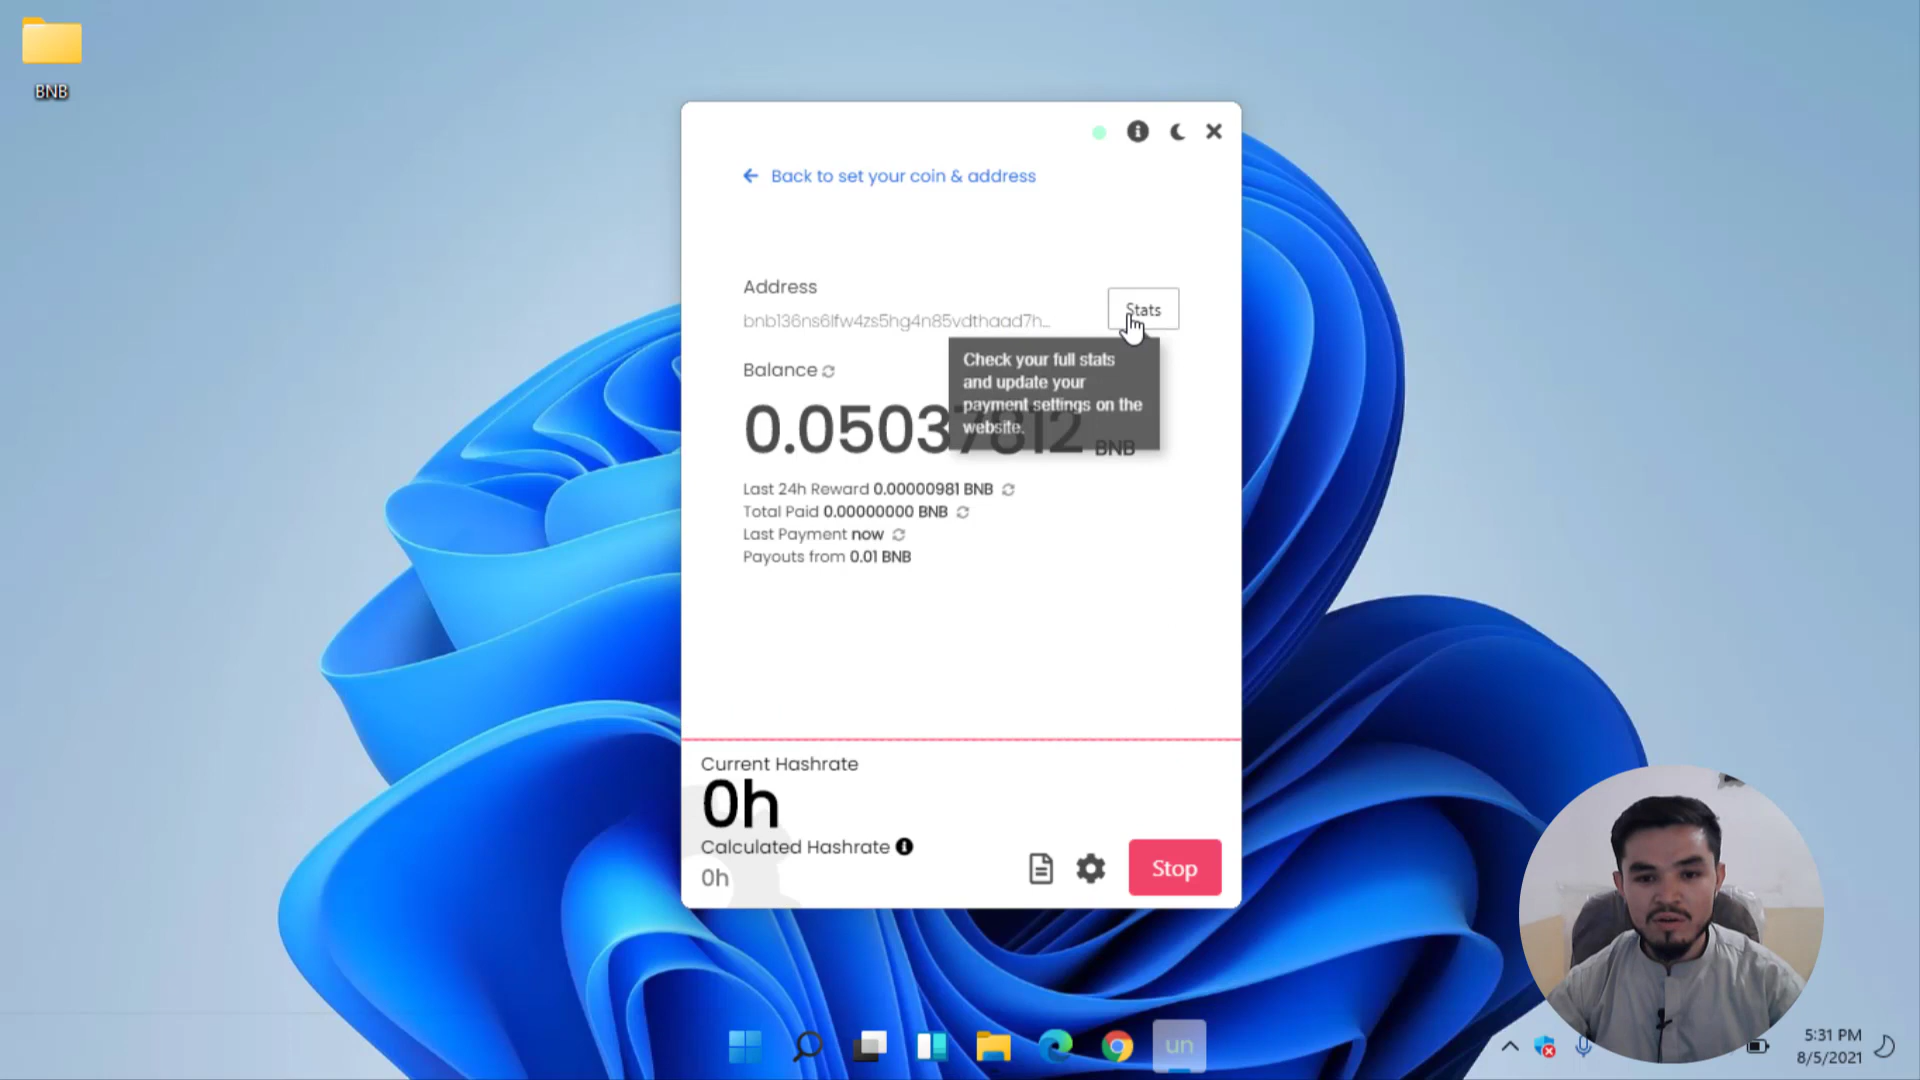 BNB
Back to set your coin & address
Address
bnb136ns6lfw4zs5hg4n85vdthaad7h...
Stats
Check your full stats
and update your
payment settings on the
website.
Balance
0.05037812 BNB
Last 24h Reward 0.00000981 BNB
Total Paid 0.00000000 BNB
Last Payment now
Payouts from 0.01 BNB
Current Hashrate
0h
Calculated Hashrate
0h
Stop
un
5:31 PM
8/5/2021